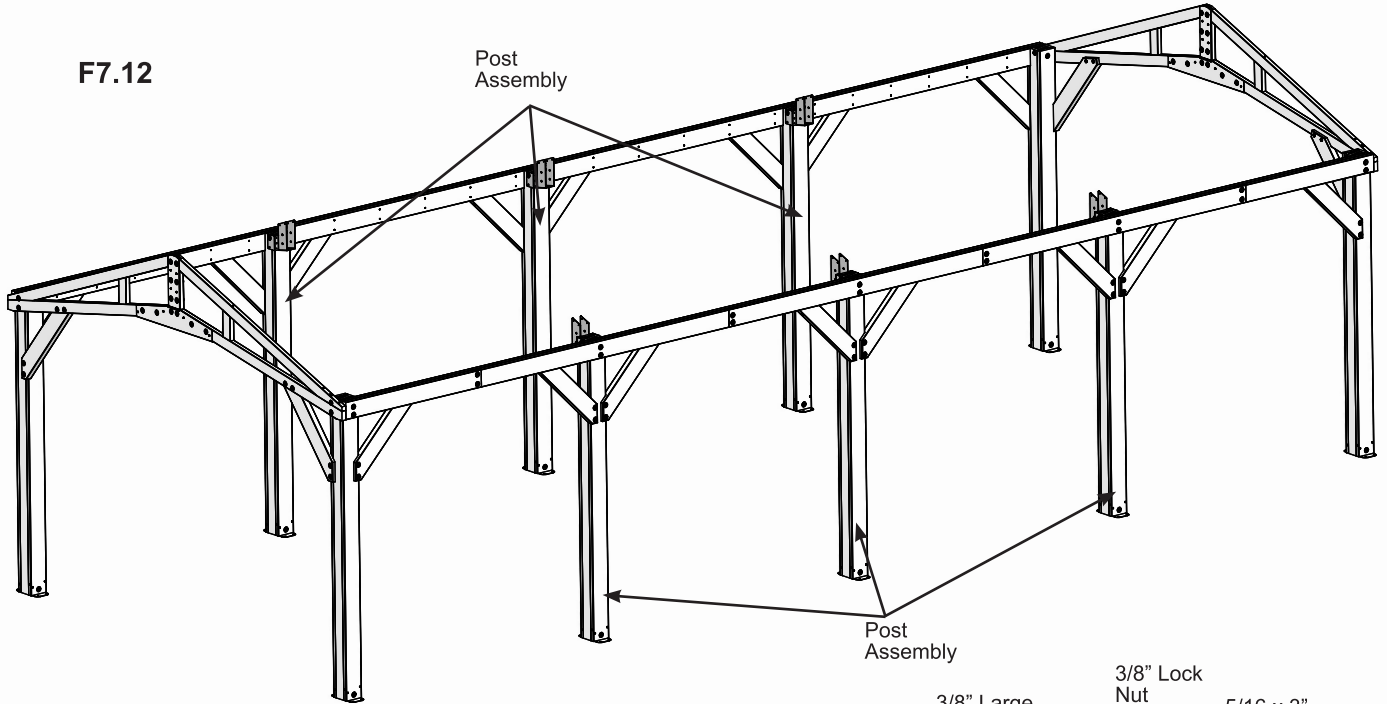 F7.12
Post
Assembly
Post
Assembly
3/8” Lock
Nut
3/8” Large
5/16 x 2”